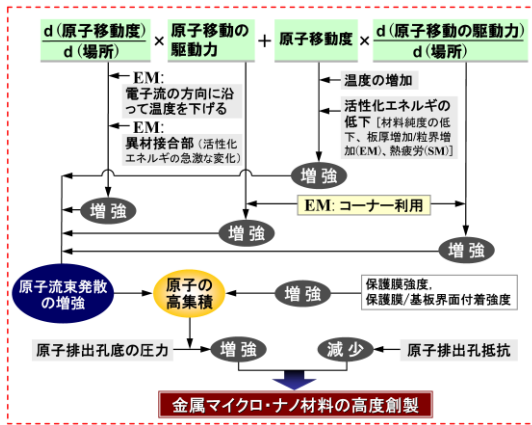 d(原子移動度)
d(場所)
×
原子移動の
駆動力
+
原子移動度
×
d(原子移動の駆動力)
d(場所)
EM:
電子流の方向に沿
って温度を下げる
EM:
異材接合部(活性化
エネルギの急激な変化)
温度の増加
活性化エネルギの
低下[材料純度の低
下、板厚増加/粒界増
加(EM)、熱疲労(SM)]
増強
増強
EM:コーナー利用
増強
増強
原子流束発散
の増強
原子の
高集積
増強
保護膜強度,
保護膜/基板界面付着強度
原子排出孔底の圧力
増強
減少
原子排出孔抵抗
金属マイクロ・ナノ材料の高度創製